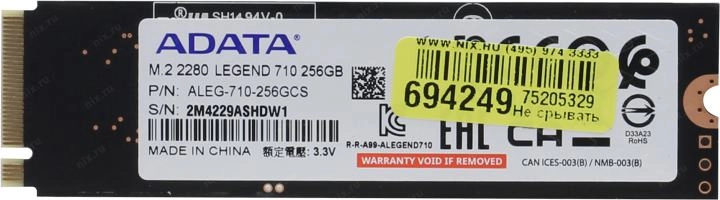 SH14 94V-0
ADATA
M.2 2280 LEGEND 710 256GB
P/N: ALEG-710-256GCS
S/N: 2M4229ASHDW1
MADE IN CHINA 額定電壓: 3.3V
R-R-A99-ALEGEND710
WARRANTY VOID IF REMOVED
CAN ICES-003(B) / NMB-003(B)
D33A23
RoHS
EAC
WWW.NIX.RU (495) 974 3333
694249
75205329
Не срывать